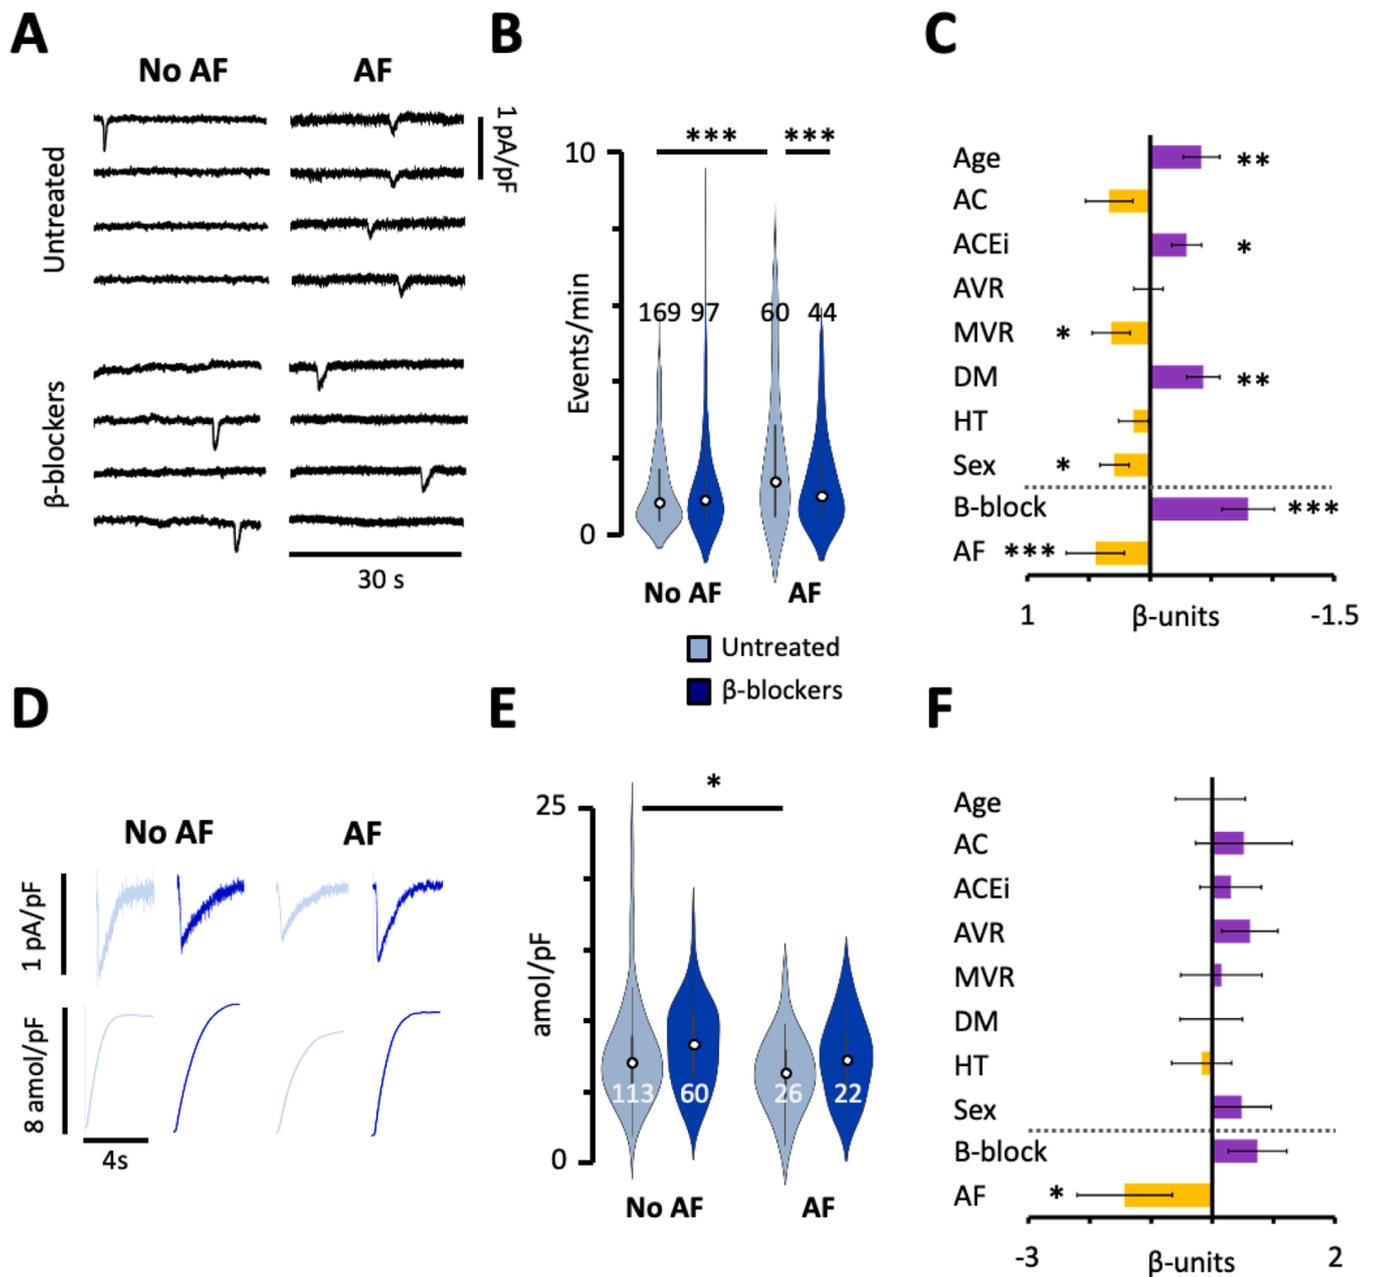 A
No AF
AF
Untreated
β-blockers
1 pA/pF
30 s
B
***
***
10
Events/min
169
97
60
44
0
No AF
AF
Untreated
β-blockers
C
Age
**
AC
ACEi
*
AVR
MVR
*
DM
**
HT
Sex
*
B-block
***
AF
***
1
β-units
-1.5
D
No AF
AF
1 pA/pF
8 amol/pF
4s
E
*
25
amol/pF
113
60
26
22
0
No AF
AF
F
Age
AC
ACEi
AVR
MVR
DM
HT
Sex
B-block
AF
*
-3
β-units
2